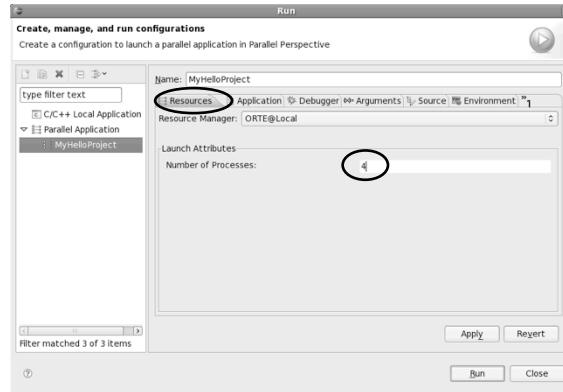 Run
Create, manage, and run configurations
Create a configuration to launch a parallel application in Parallel Perspective
Name: MyHelloProject
type filter text
C/C++ Local Application
Parallel Application
MyHelloProject
Resources Application Debugger Arguments Source Environment »1
Resource Manager: ORTE@Local
Launch Attributes
Number of Processes: 4
Apply Revert
Filter matched 3 of 3 items
Run Close